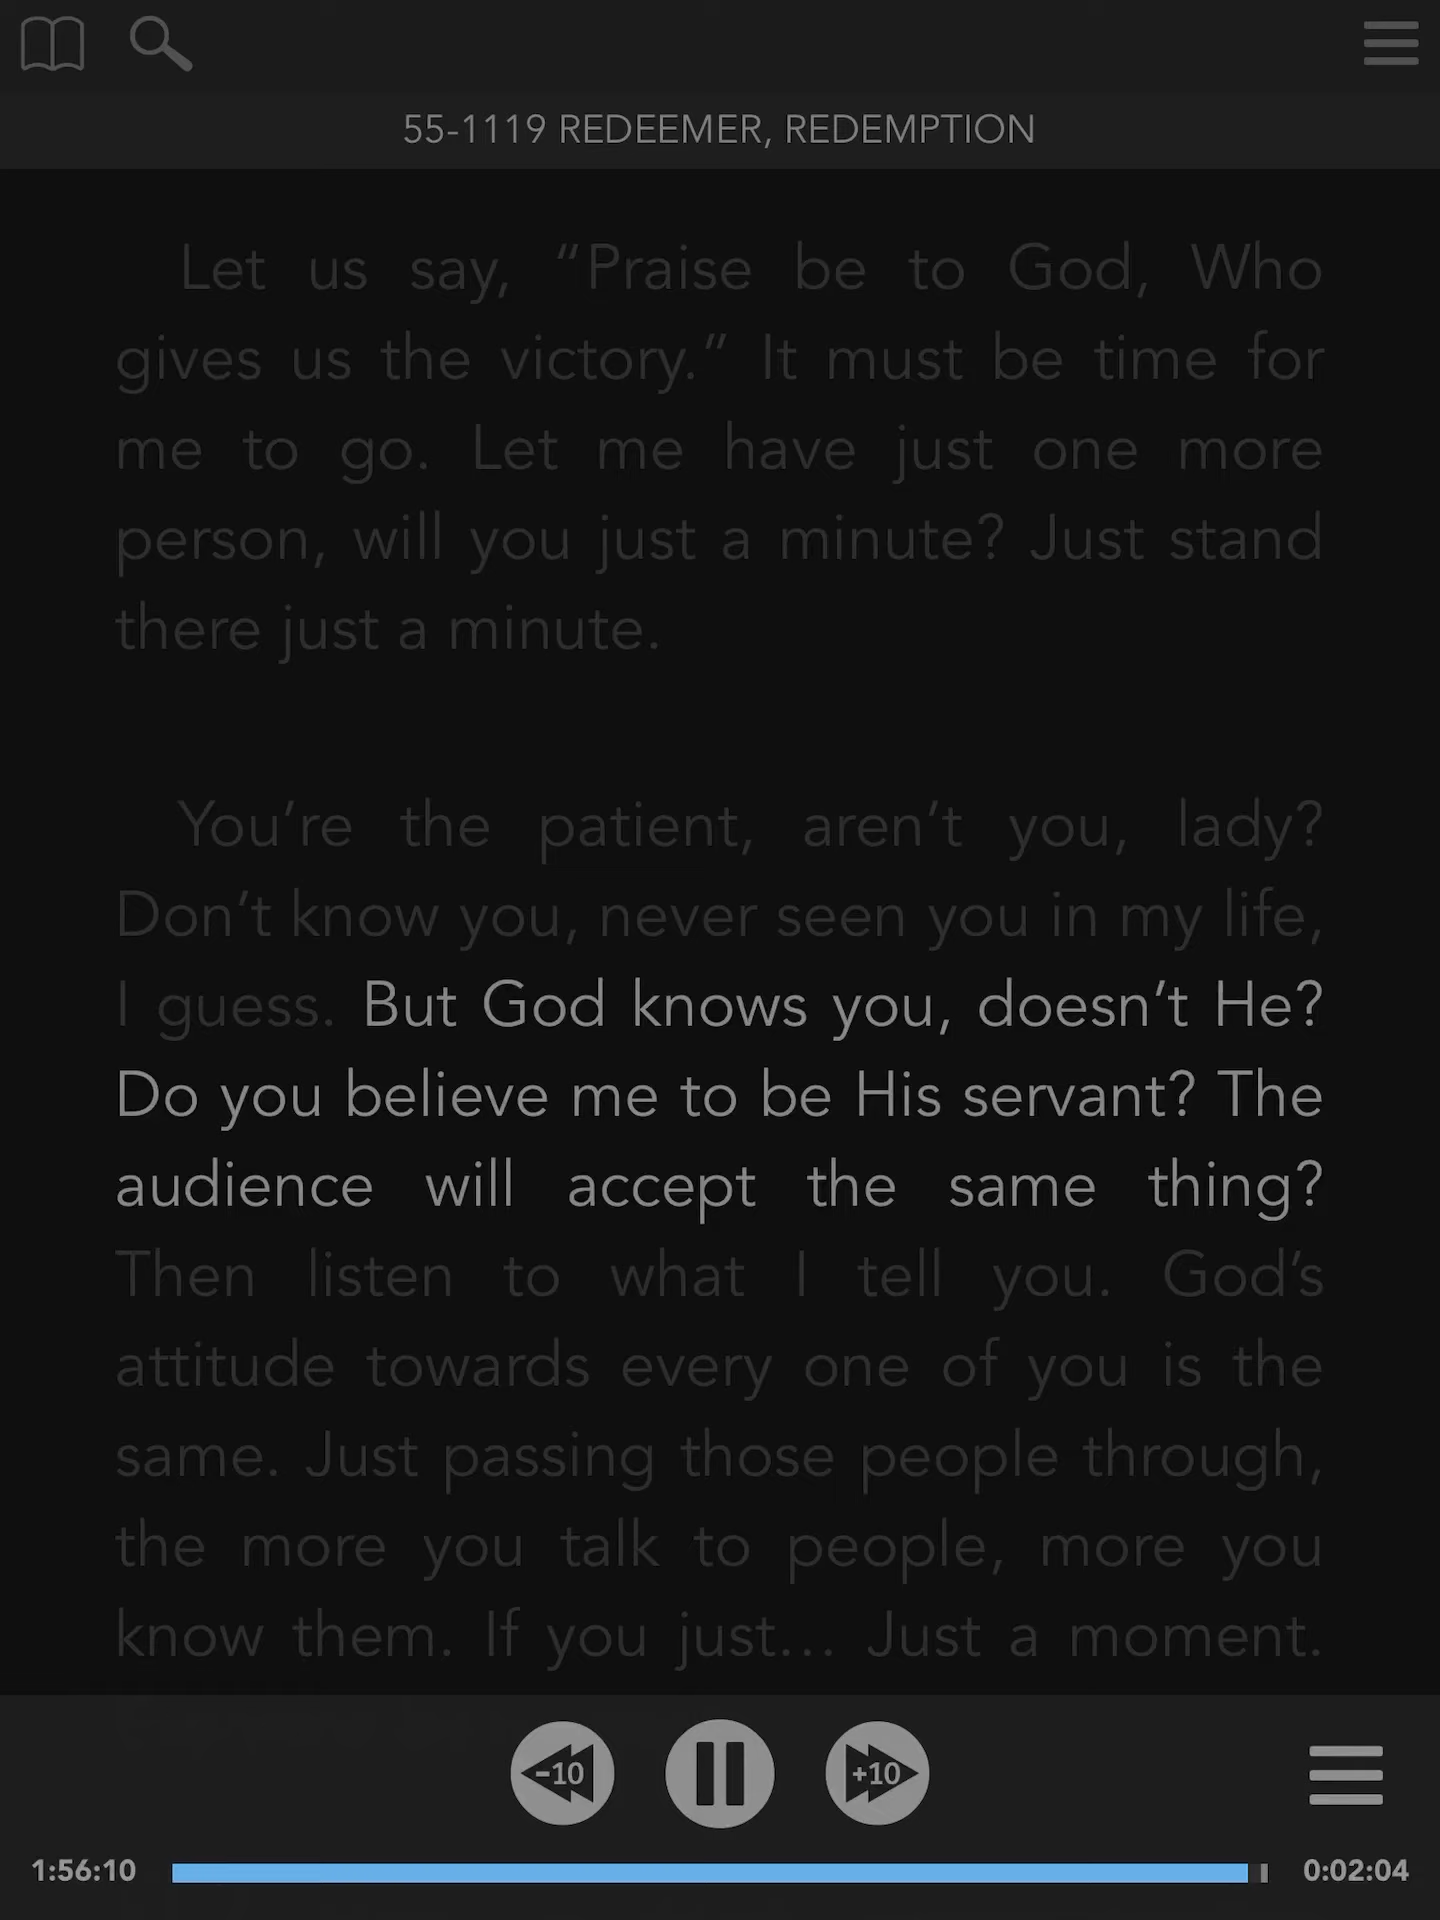 55-1119 REDEEMER, REDEMPTION
Let us say, “Praise be to God, Who
gives us the victory.” It must be time for
me to go. Let me have just one more
person, will you just a minute? Just stand
there just a minute.
You’re the patient, aren’t you, lady?
Don’t know you, never seen you in my life,
I guess. But God knows you, doesn’t He?
Do you believe me to be His servant? The
audience will accept the same thing?
Then listen to what I tell you. God’s
attitude towards every one of you is the
same. Just passing those people through,
the more you talk to people, more you
know them. If you just… Just a moment.
-10 +10
1:56:10 0:02:04